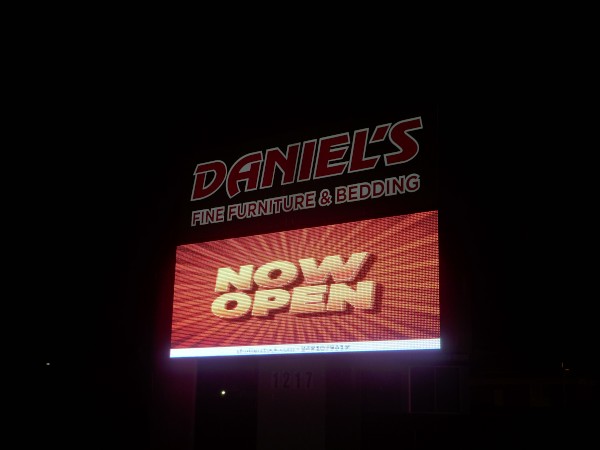 DANIEL'S
FINE FURNITURE & BEDDING
NOW
OPEN
1217